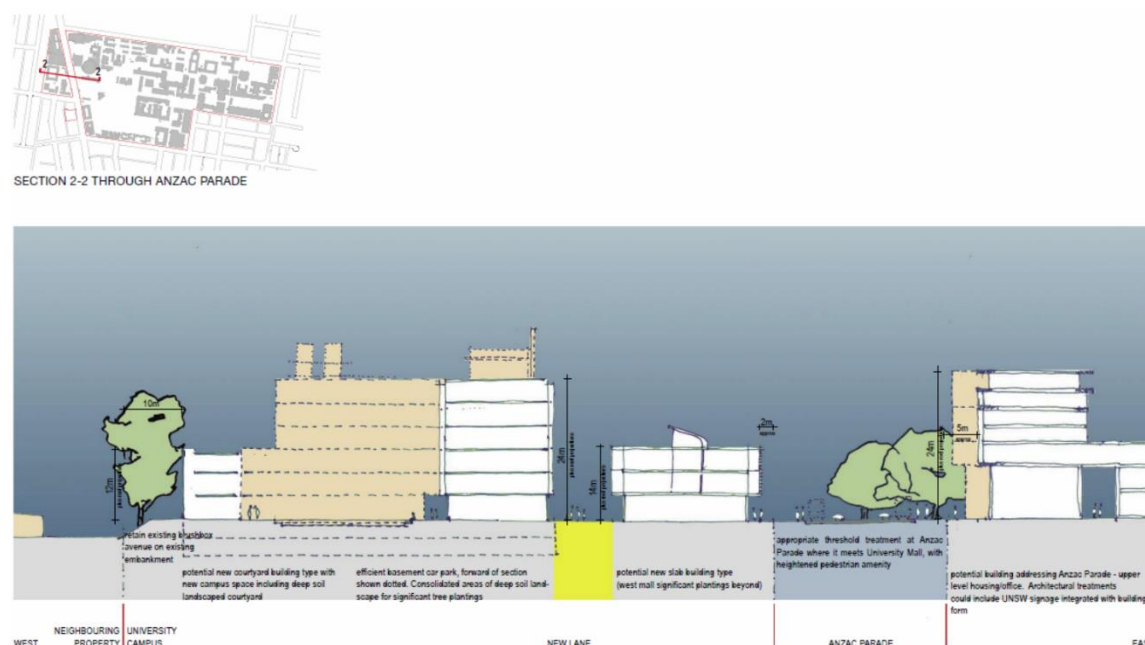 2
2
SECTION 2-2 THROUGH ANZAC PARADE
10m
12m
24m
14m
2m
24m
5m
retain existing brushbox
avenue on existing
embankment
potential new courtyard building type with
new campus space including deep soil
landscaped courtyard
efficient basement car park, forward of section
shown dotted. Consolidated areas of deep soil land-
scape for significant tree plantings
potential new slab building type
(west mall significant plantings beyond)
appropriate threshold treatment at Anzac
Parade where it meets University Mall, with
heightened pedestrian amenity
potential building addressing Anzac Parade - upper
level housing/office. Architectural treatments
could include UNSW signage integrated with building
form
WEST
NEIGHBOURING
PROPERTY
UNIVERSITY
CAMPUS
NEW LANE
ANZAC PARADE